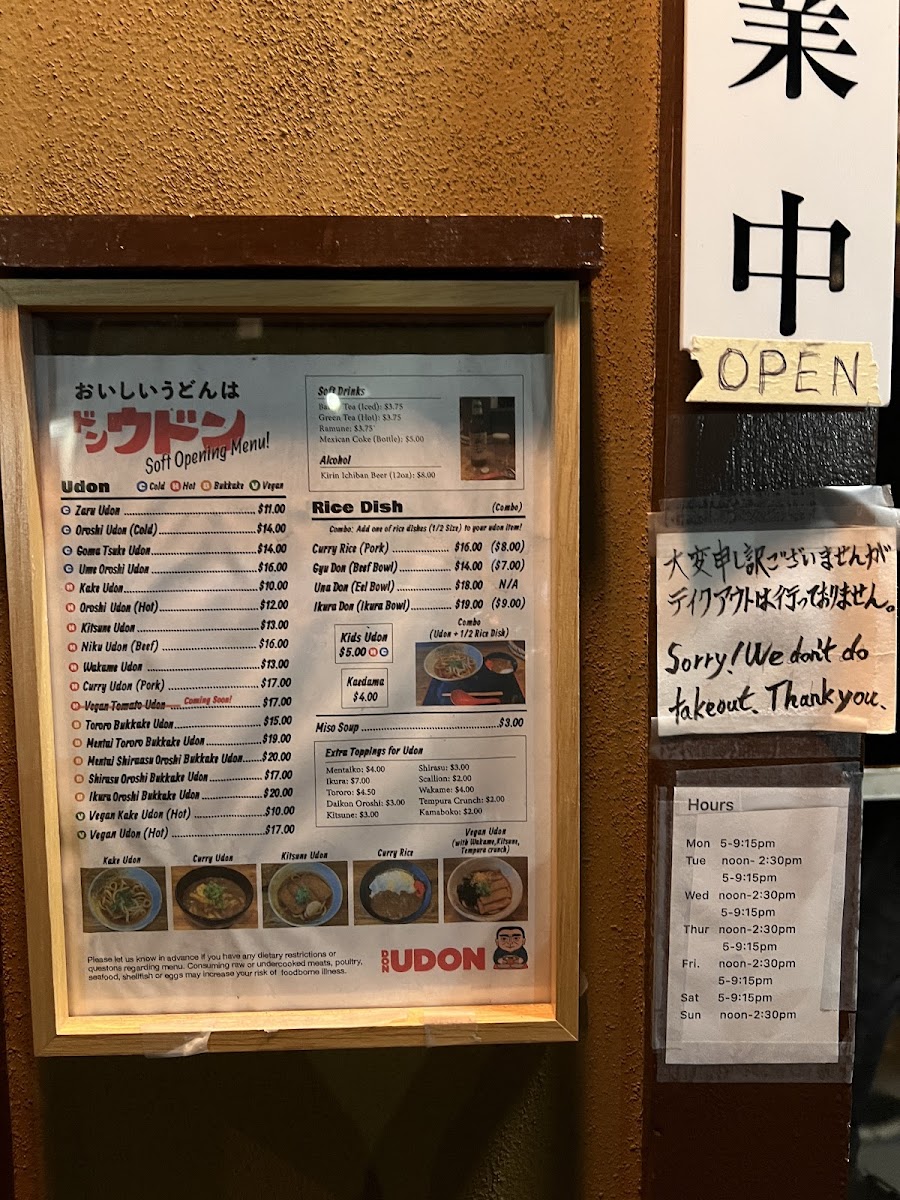 おいしいうどんは
ドンウドン
Soft Opening Menu!
Udon C Cold H Hot B Bukkake V Vegan
C Zaru Udon $11.00
C Oroshi Udon (Cold) $14.00
C Goma Tsuke Udon $14.00
C Ume Oroshi Udon $16.00
H Kake Udon $10.00
H Oroshi Udon (Hot) $12.00
H Kitsune Udon $13.00
H Niku Udon (Beef) $16.00
H Wakame Udon $13.00
H Curry Udon (Pork) $17.00
H Vegan Tomato Udon Coming Soon! $17.00
B Tororo Bukkake Udon $15.00
B Mentai Tororo Bukkake Udon $19.00
B Mentai Shiraasu Oroshi Bukkake Udon $20.00
B Shirasu Oroshi Bukkake Udon $17.00
B Ikura Oroshi Bukkake Udon $20.00
V Vegan Kake Udon (Hot) $10.00
V Vegan Udon (Hot) $17.00
Soft Drinks
Tea (Iced): $3.75
Green Tea (Hot): $3.75
Ramune: $3.75
Mexican Coke (Bottle): $5.00
Alcohol
Kirin Ichiban Beer (12oz): $8.00
Rice Dish (Combo)
Combo: Add one of rice dishes (1/2 Size) to your udon item!
Curry Rice (Pork) $16.00 ($8.00)
Gyu Don (Beef Bowl) $14.00 ($7.00)
Una Don (Eel Bowl) $18.00 N/A
Ikura Don (Ikura Bowl) $19.00 ($9.00)
Kids Udon
$5.00 H C
Kaedama
$4.00
Combo
(Udon + 1/2 Rice Dish)
Miso Soup $3.00
Extra Toppings for Udon
Mentaiko: $4.00
Ikura: $7.00
Tororo: $4.50
Daikon Oroshi: $3.00
Kitsune: $3.00
Shirasu: $3.00
Scallion: $2.00
Wakame: $4.00
Tempura Crunch: $2.00
Kamaboko: $2.00
Kake Udon
Curry Udon
Kitsune Udon
Curry Rice
Vegan Udon
(with Wakame,Kitsune,
Tempura crunch)
Please let us know in advance if you have any dietary restrictions or
questons regarding menu. Consuming raw or undercooked meats, poultry,
seafood, shellfish or eggs may increase your risk of foodborne illness.
DON UDON
業中
OPEN
大変申し訳ございませんが
テイクアウトは行っておりません。
Sorry! We don't do
takeout. Thank you.
Hours
Mon 5-9:15pm
Tue noon- 2:30pm
5-9:15pm
Wed noon-2:30pm
5-9:15pm
Thur noon-2:30pm
5-9:15pm
Fri. noon-2:30pm
5-9:15pm
Sat 5-9:15pm
Sun noon-2:30pm